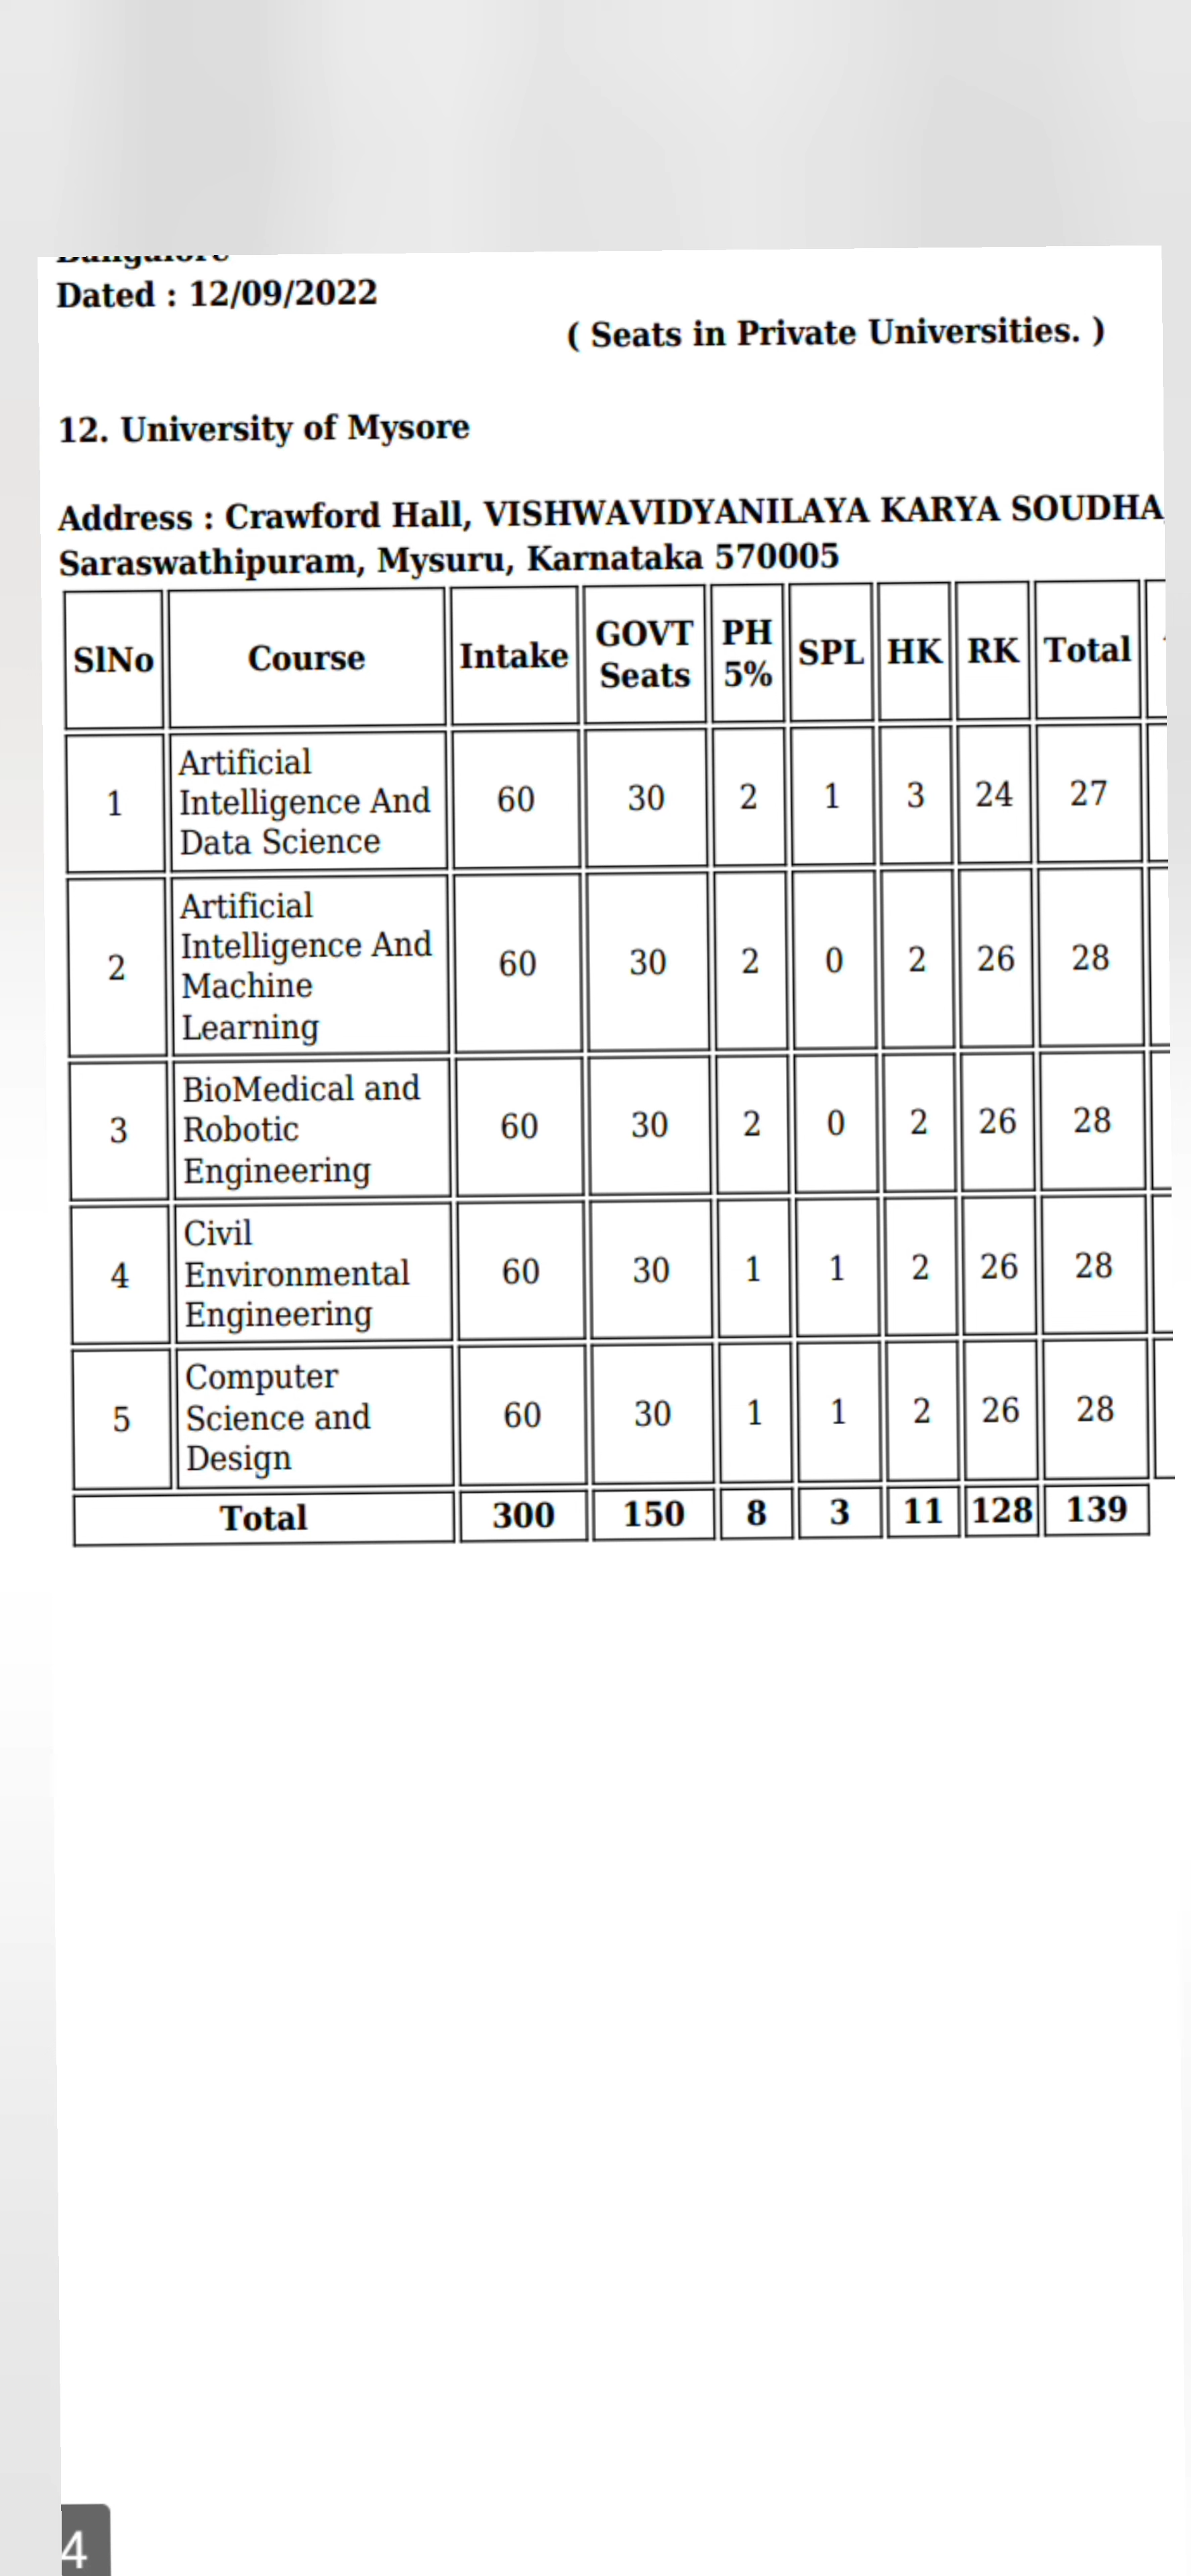 Bangalore
Dated : 12/09/2022
( Seats in Private Universities. )
12. University of Mysore
Address : Crawford Hall, VISHWAVIDYANILAYA KARYA SOUDHA
Saraswathipuram, Mysuru, Karnataka 570005
SlNo Course Intake GOVT Seats PH 5% SPL HK RK Total
1 Artificial Intelligence And Data Science 60 30 2 1 3 24 27
2 Artificial Intelligence And Machine Learning 60 30 2 0 2 26 28
3 BioMedical and Robotic Engineering 60 30 2 0 2 26 28
4 Civil Environmental Engineering 60 30 1 1 2 26 28
5 Computer Science and Design 60 30 1 1 2 26 28
Total 300 150 8 3 11 128 139
4